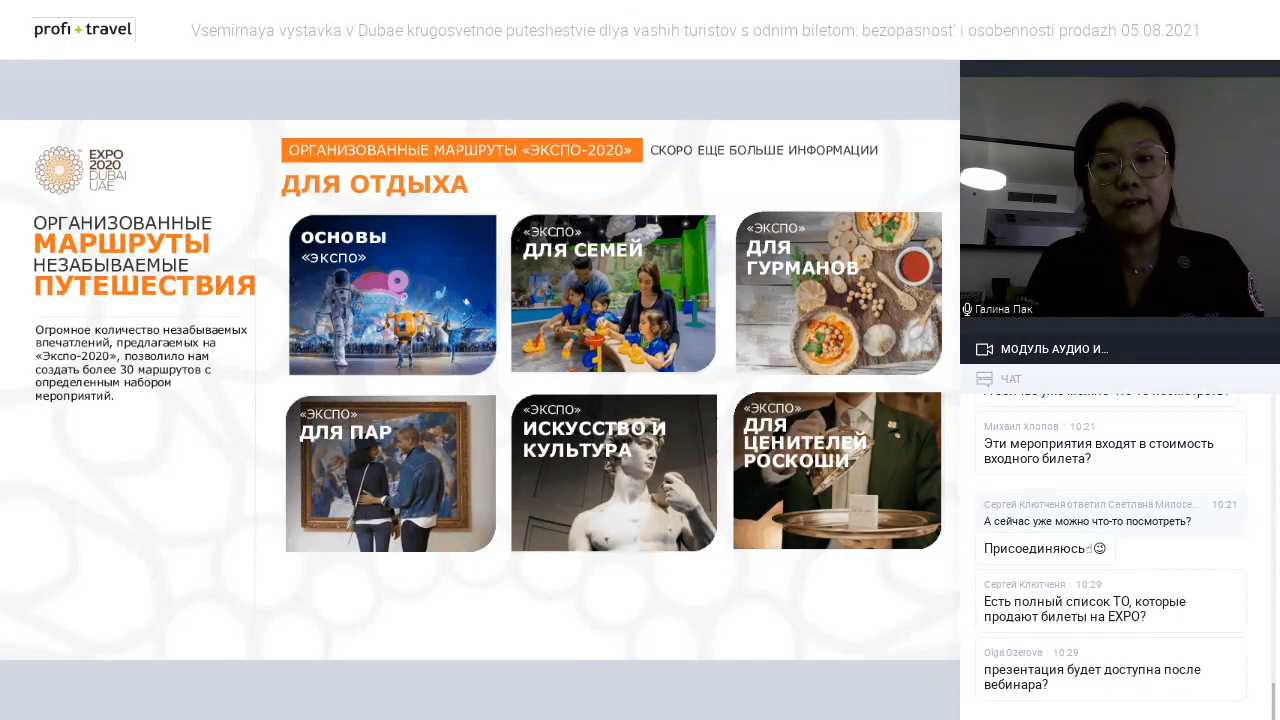 profi + travel
Vsemirnaya vystavka v Dubae krugosvetnoe puteshestvie dlya vashih turistov s odnim biletom: bezopasnost' i osobennosti prodazh 05.08.2021
EXPO
2020
DUBAI
UAE
ОРГАНИЗОВАННЫЕ
МАРШРУТЫ
НЕЗАБЫВАЕМЫЕ
ПУТЕШЕСТВИЯ
Огромное количество незабываемых
впечатлений, предлагаемых на
«Экспо-2020», позволило нам
создать более 30 маршрутов с
определенным набором
мероприятий.
ОРГАНИЗОВАННЫЕ МАРШРУТЫ «ЭКСПО-2020» СКОРО ЕЩЕ БОЛЬШЕ ИНФОРМАЦИИ
ДЛЯ ОТДЫХА
ОСНОВЫ
«ЭКСПО»
«ЭКСПО»
ДЛЯ СЕМЕЙ
«ЭКСПО»
ДЛЯ
ГУРМАНОВ
«ЭКСПО»
ДЛЯ ПАР
«ЭКСПО»
ИСКУССТВО И
КУЛЬТУРА
«ЭКСПО»
ДЛЯ
ЦЕНИТЕЛЕЙ
РОСКОШИ
Галина Пак
МОДУЛЬ АУДИО И...
ЧАТ
Михаил Хлопов 10:21
Эти мероприятия входят в стоимость
входного билета?
Сергей Клютченя ответил Светлана Милосе... 10:21
А сейчас уже можно что-то посмотреть?
Присоединяюсь☝😉
Сергей Клютченя 10:29
Есть полный список ТО, которые
продают билеты на EXPO?
Olga Ozerova 10:29
презентация будет доступна после
вебинара?